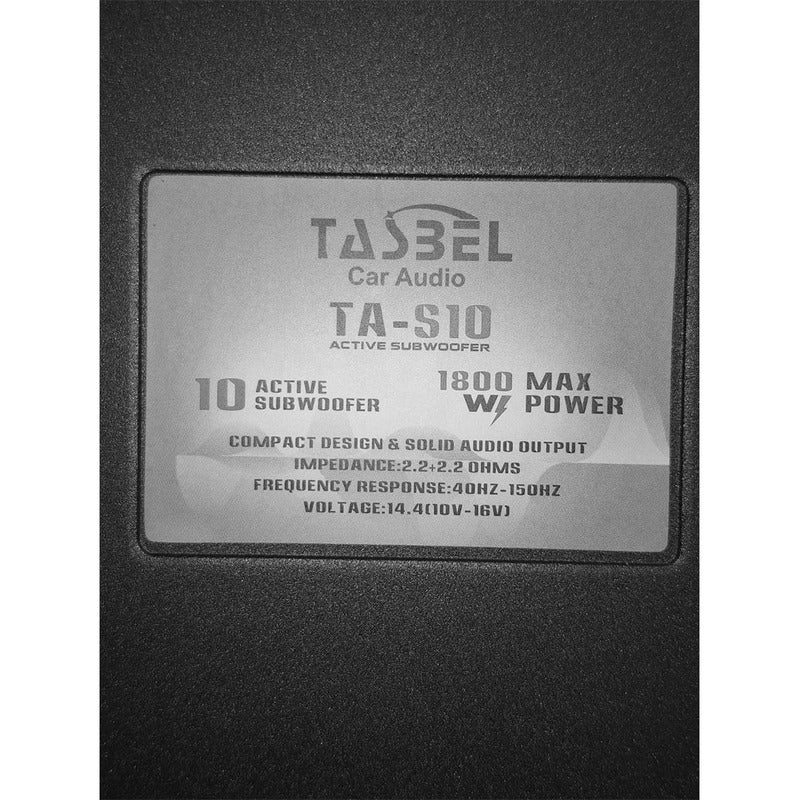 TASBEL
Car Audio
TA-S10
ACTIVE SUBWOOFER
10 ACTIVE SUBWOOFER
1800 W MAX POWER
COMPACT DESIGN & SOLID AUDIO OUTPUT
IMPEDANCE:2.2+2.2 OHMS
FREQUENCY RESPONSE:40HZ-150HZ
VOLTAGE:14.4(10V-16V)